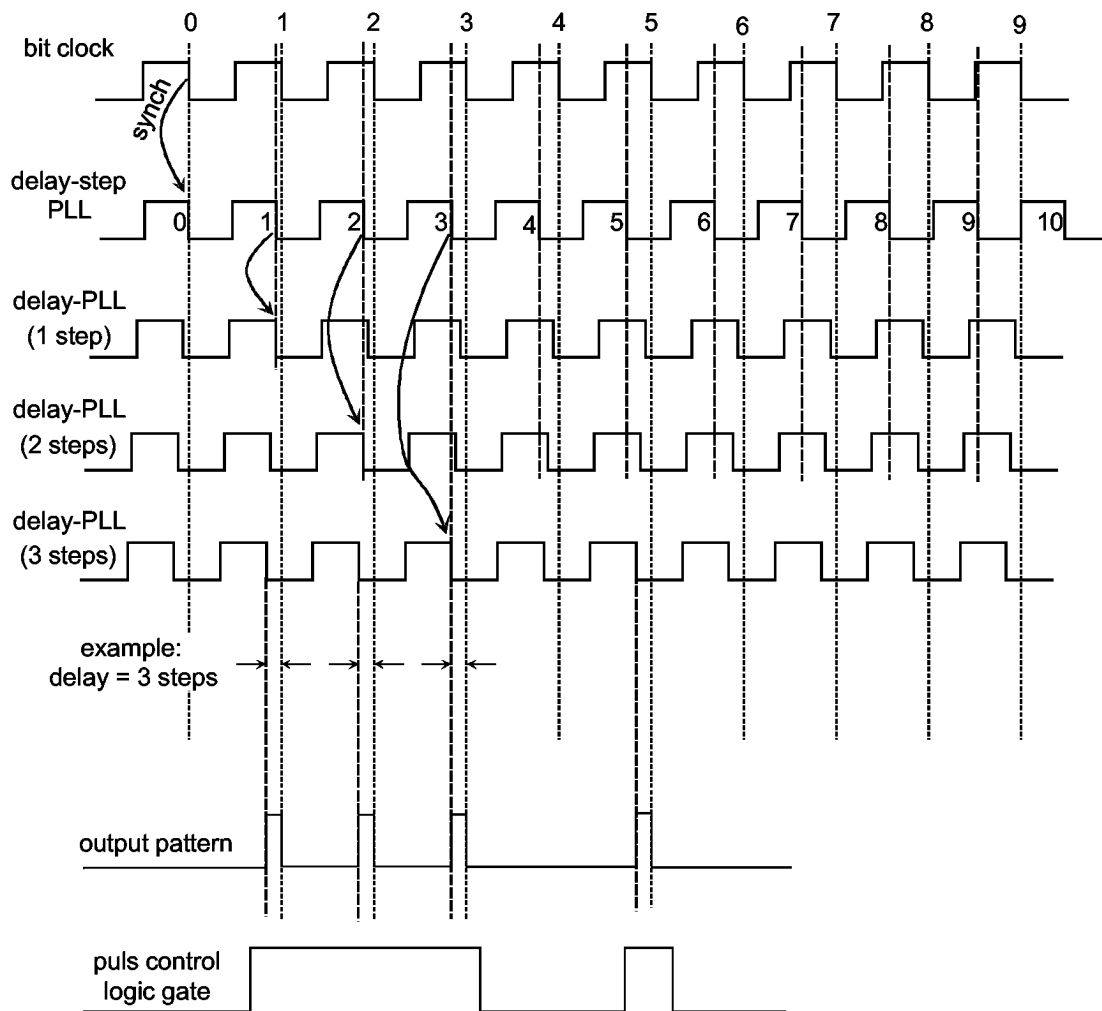 0 1 2 3 4 5 6 7 8 9
bit clock
synch
delay-step
PLL
0 1 2 3 4 5 6 7 8 9 10
delay-PLL
(1 step)
delay-PLL
(2 steps)
delay-PLL
(3 steps)
example:
delay = 3 steps
output pattern
puls control
logic gate